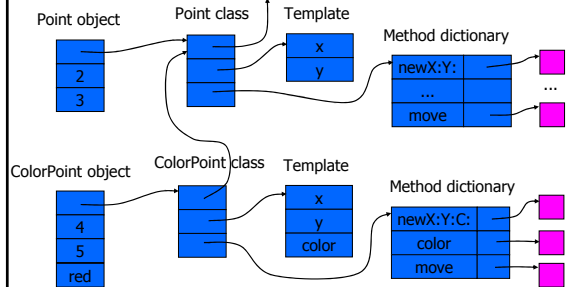 Point object
Point class
Template
Method dictionary
2
3
x
y
newX:Y:
...
move
...
ColorPoint object
ColorPoint class
Template
Method dictionary
4
5
red
x
y
color
newX:Y:C:
color
move